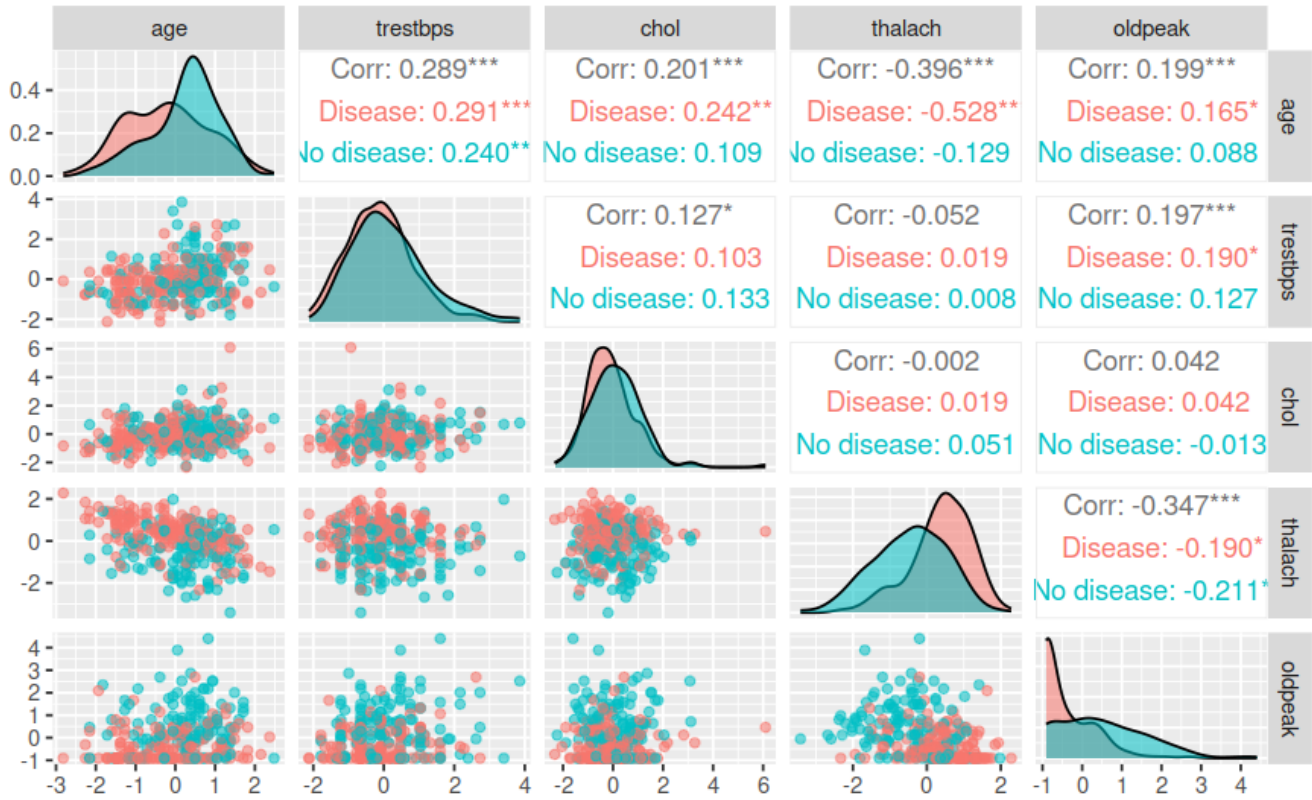 age trestbps chol thalach oldpeak
Corr: 0.289*** Corr: 0.201*** Corr: -0.396*** Corr: 0.199***
0.4
Disease: 0.291*** Disease: 0.242** Disease: -0.528** Disease: 0.165*
age
0.2
No disease: 0.240** No disease: 0.109 No disease: -0.129 No disease: 0.088
0.0
4
Corr: 0.127* Corr: -0.052 Corr: 0.197***
2
Disease: 0.103 Disease: 0.019 Disease: 0.190*
trestbps
0
No disease: 0.133 No disease: 0.008 No disease: 0.127
-2
6
Corr: -0.002 Corr: 0.042
4
2
Disease: 0.019 Disease: 0.042
chol
0
No disease: 0.051 No disease: -0.013
-2
2
Corr: -0.347***
0
Disease: -0.190*
thalach
-2
No disease: -0.211*
4
3
2
oldpeak
1
0
-1
-3 -2 -1 0 1 2 -2 0 2 4 -2 0 2 4 6 -2 0 2 -1 0 1 2 3 4